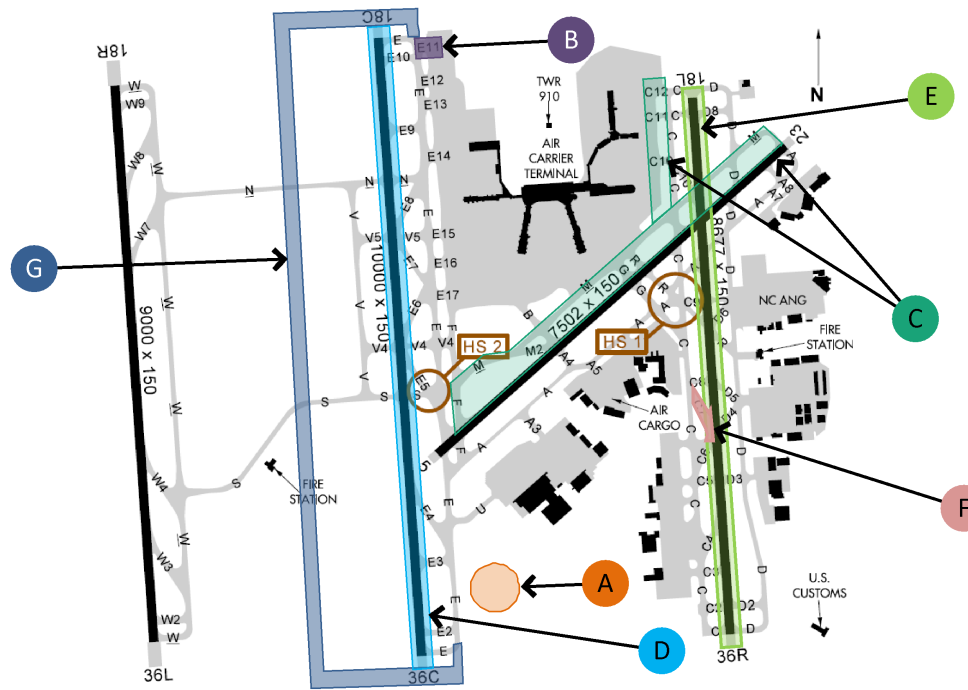 18C
18R
E
E10
E11
B
E12
E
E13
TWR
910
N
18L
C12
C
D
E
W
W9
C11
C
D8
D
23
E9
M
AIR
CARRIER
TERMINAL
W8
W
E14
C10
C
D
A
A8
A7
N
N
N
E8
V
E
D
A
W7
V5
V5
E15
C
8677 x 150
G
10000 x 150
E7
E16
R
G
G
M
R
A
D
W
9000 x 150
E6
E17
7502 x 150
HS 1
C9
NC ANG
C
B
A
D6
E
F
V4
V4
V4
HS 2
M
M2
A4
A5
C
FIRE
STATION
V
E5
S
S
S
F
A
C8
D5
D4
W
C7
AIR
CARGO
A3
C
5
F
A
C6
D
F
W4
S
FIRE
STATION
C5
D3
E
E4
U
W
C4
W3
E3
C3
D
A
U.S.
CUSTOMS
E
C2
D2
W2
W
E2
E
C
D
D
36L
36C
36R